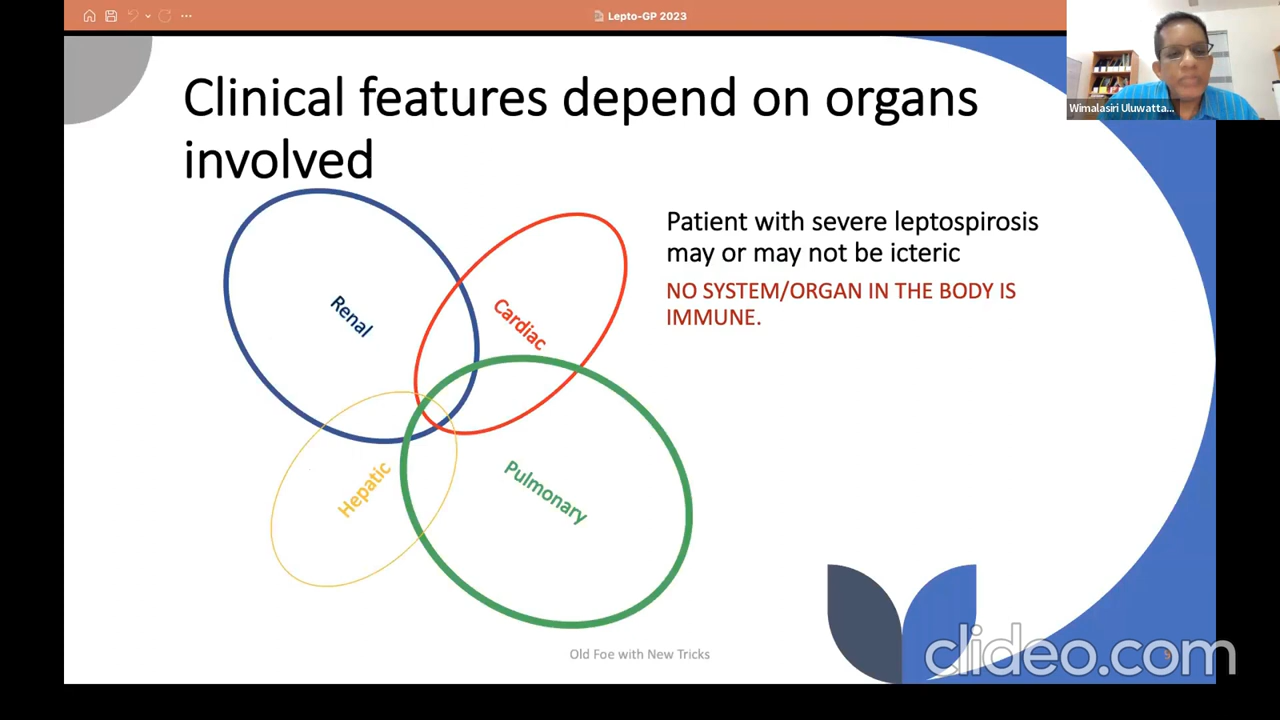 Lepto-GP 2023
Wimalasiri Uluwatta...
Clinical features depend on organs
involved
Patient with severe leptospirosis
may or may not be icteric
NO SYSTEM/ORGAN IN THE BODY IS
IMMUNE.
Renal
Cardiac
Hepatic
Pulmonary
Old Foe with New Tricks
clideo.com